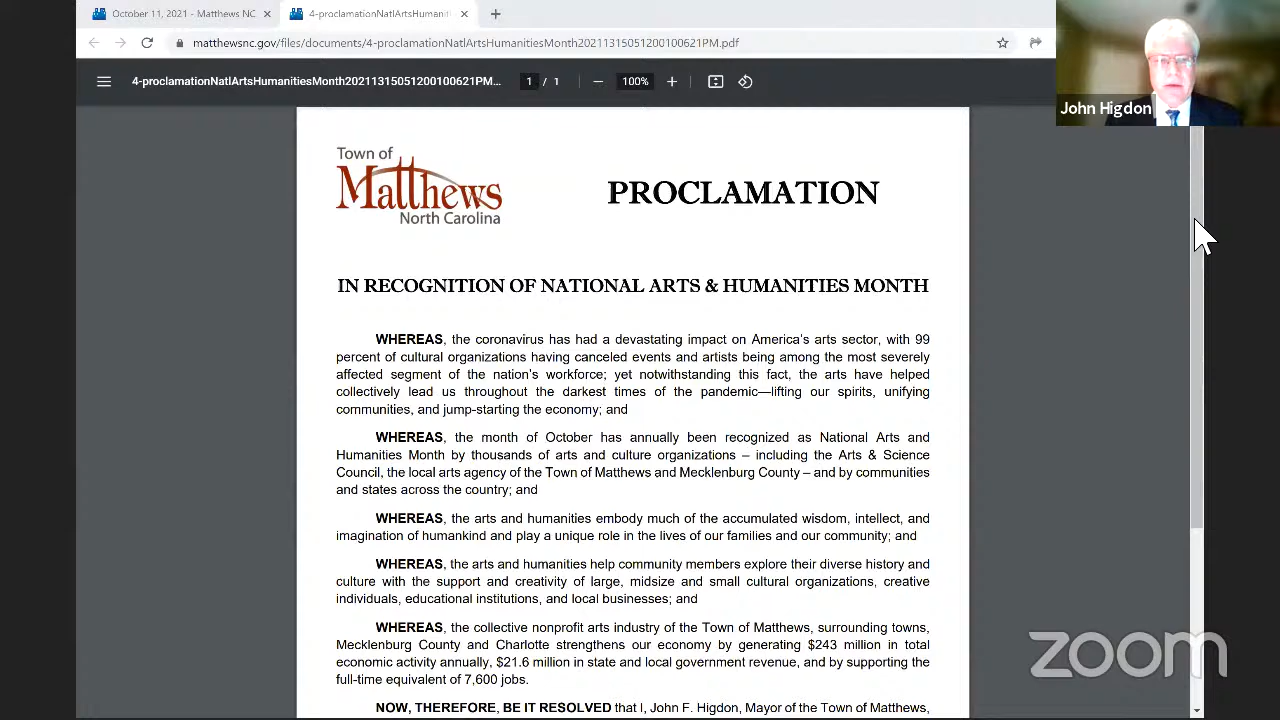 October 11, 2021 - Matthews NC
4-proclamationNatlArtsHumanit
matthewsnc.gov/files/documents/4-proclamationNatlArtsHumanitiesMonth20211315051200100621PM.pdf
4-proclamationNatlArtsHumanitiesMonth20211315051200100621PM...
1 / 1
100%
John Higdon
Town of
Matthews
North Carolina
PROCLAMATION
IN RECOGNITION OF NATIONAL ARTS & HUMANITIES MONTH
WHEREAS, the coronavirus has had a devastating impact on America's arts sector, with 99
percent of cultural organizations having canceled events and artists being among the most severely
affected segment of the nation's workforce; yet notwithstanding this fact, the arts have helped
collectively lead us throughout the darkest times of the pandemic—lifting our spirits, unifying
communities, and jump-starting the economy; and
WHEREAS, the month of October has annually been recognized as National Arts and
Humanities Month by thousands of arts and culture organizations – including the Arts & Science
Council, the local arts agency of the Town of Matthews and Mecklenburg County – and by communities
and states across the country; and
WHEREAS, the arts and humanities embody much of the accumulated wisdom, intellect, and
imagination of humankind and play a unique role in the lives of our families and our community; and
WHEREAS, the arts and humanities help community members explore their diverse history and
culture with the support and creativity of large, midsize and small cultural organizations, creative
individuals, educational institutions, and local businesses; and
WHEREAS, the collective nonprofit arts industry of the Town of Matthews, surrounding towns,
Mecklenburg County and Charlotte strengthens our economy by generating $243 million in total
economic activity annually, $21.6 million in state and local government revenue, and by supporting the
full-time equivalent of 7,600 jobs.
NOW, THEREFORE, BE IT RESOLVED that I, John F. Higdon, Mayor of the Town of Matthews,
zoom